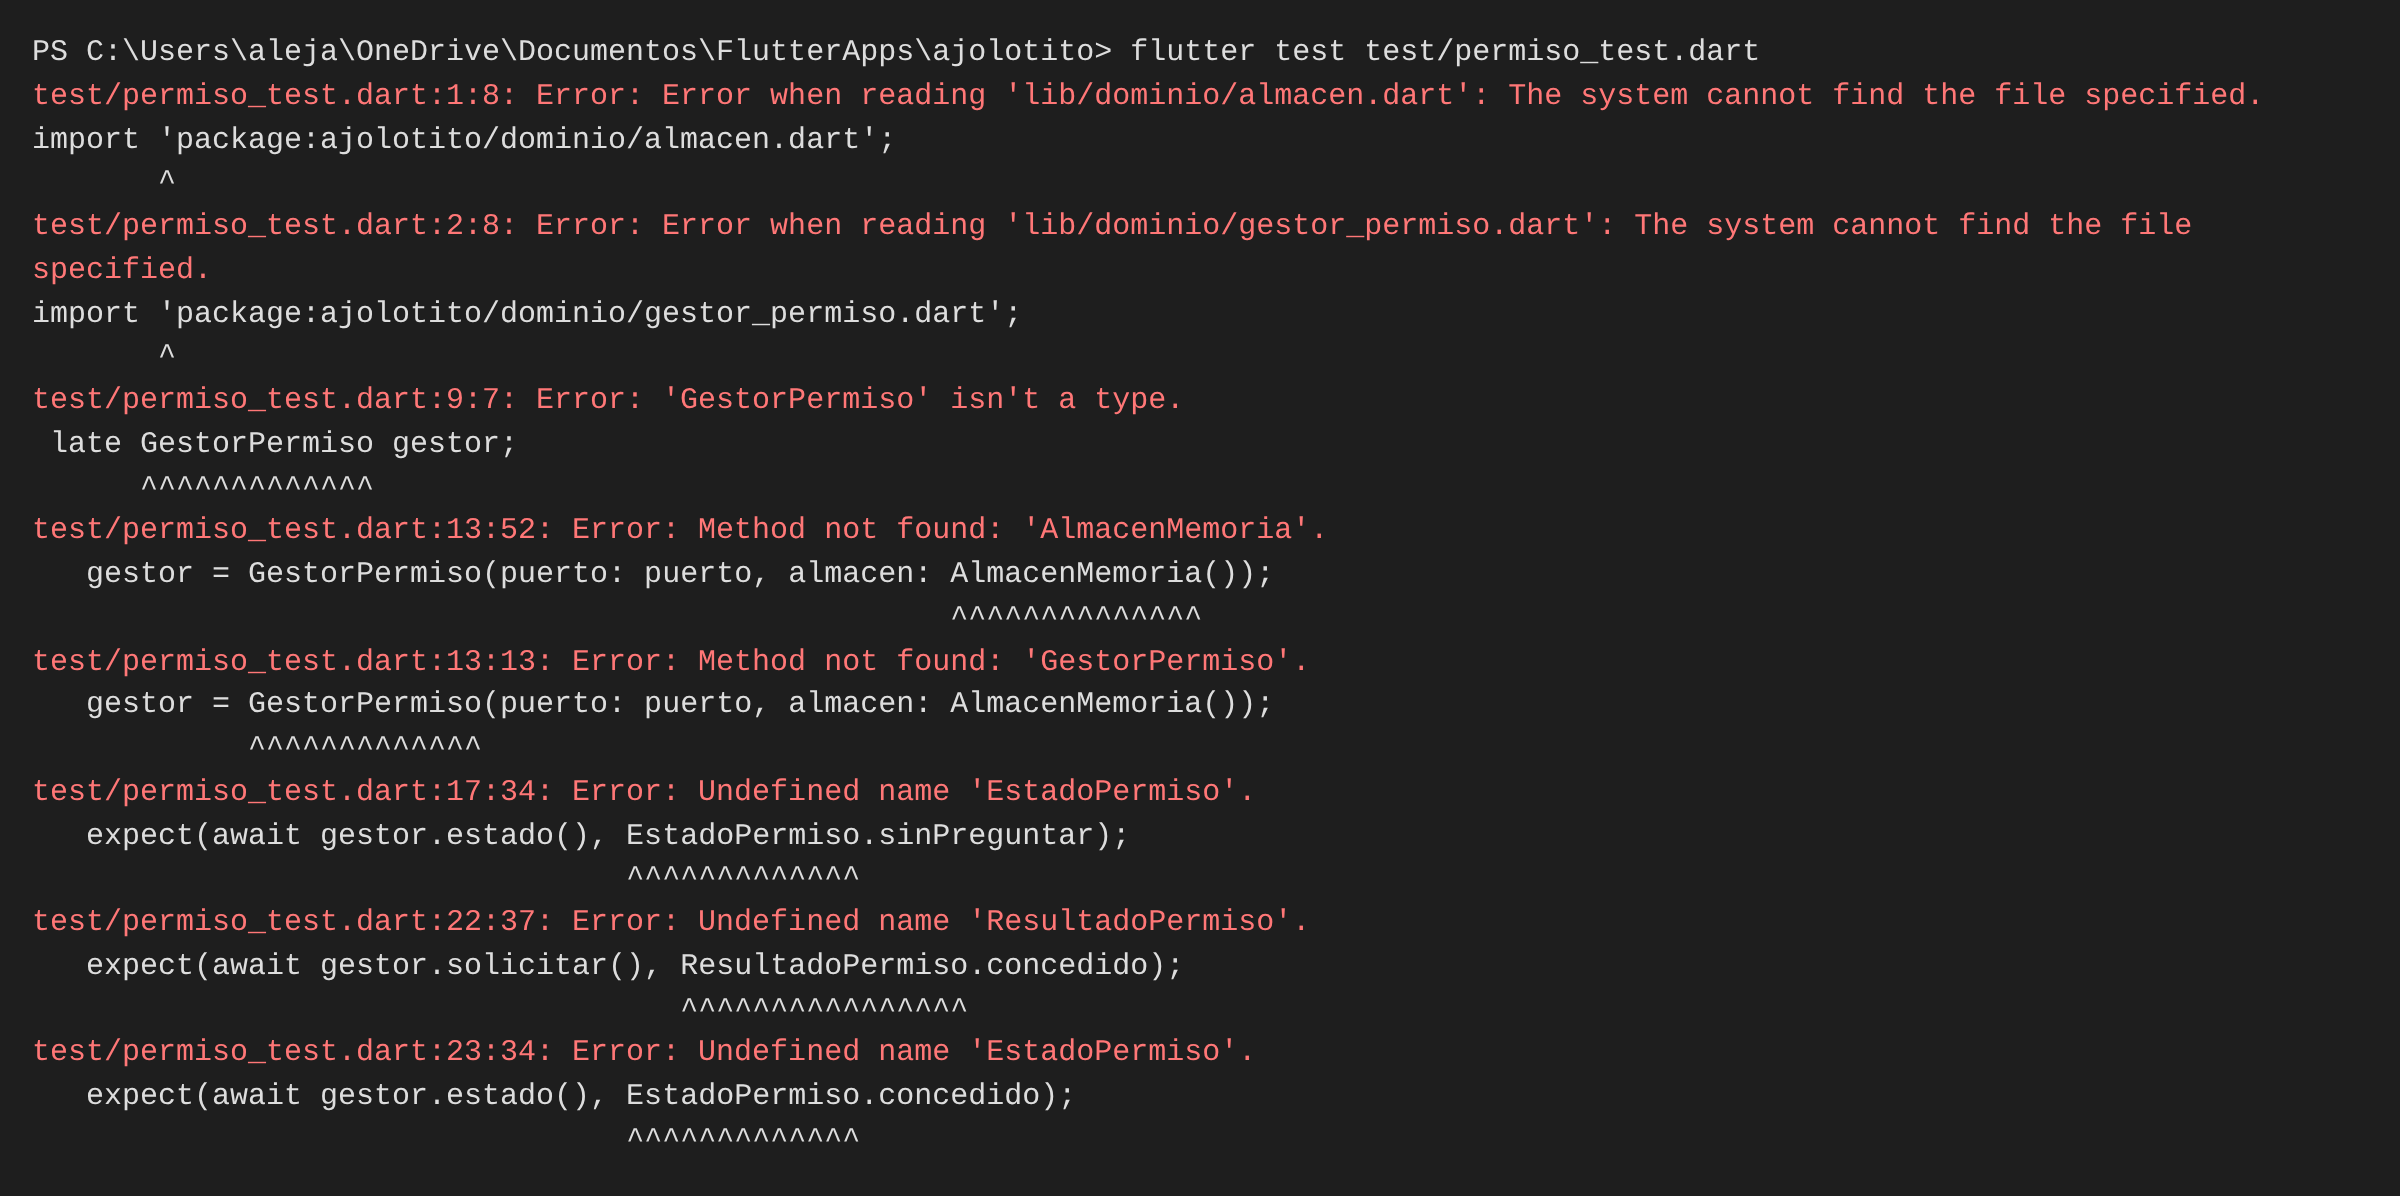 PS C:\Users\aleja\OneDrive\Documentos\FlutterApps\ajolotito> flutter test test/permiso_test.dart
test/permiso_test.dart:1:8: Error: Error when reading 'lib/dominio/almacen.dart': The system cannot find the file specified.
import 'package:ajolotito/dominio/almacen.dart';
       ^
test/permiso_test.dart:2:8: Error: Error when reading 'lib/dominio/gestor_permiso.dart': The system cannot find the file
specified.
import 'package:ajolotito/dominio/gestor_permiso.dart';
       ^
test/permiso_test.dart:9:7: Error: 'GestorPermiso' isn't a type.
 late GestorPermiso gestor;
      ^^^^^^^^^^^^^
test/permiso_test.dart:13:52: Error: Method not found: 'AlmacenMemoria'.
   gestor = GestorPermiso(puerto: puerto, almacen: AlmacenMemoria());
                                                   ^^^^^^^^^^^^^^
test/permiso_test.dart:13:13: Error: Method not found: 'GestorPermiso'.
   gestor = GestorPermiso(puerto: puerto, almacen: AlmacenMemoria());
            ^^^^^^^^^^^^^
test/permiso_test.dart:17:34: Error: Undefined name 'EstadoPermiso'.
   expect(await gestor.estado(), EstadoPermiso.sinPreguntar);
                                 ^^^^^^^^^^^^^
test/permiso_test.dart:22:37: Error: Undefined name 'ResultadoPermiso'.
   expect(await gestor.solicitar(), ResultadoPermiso.concedido);
                                    ^^^^^^^^^^^^^^^^
test/permiso_test.dart:23:34: Error: Undefined name 'EstadoPermiso'.
   expect(await gestor.estado(), EstadoPermiso.concedido);
                                 ^^^^^^^^^^^^^